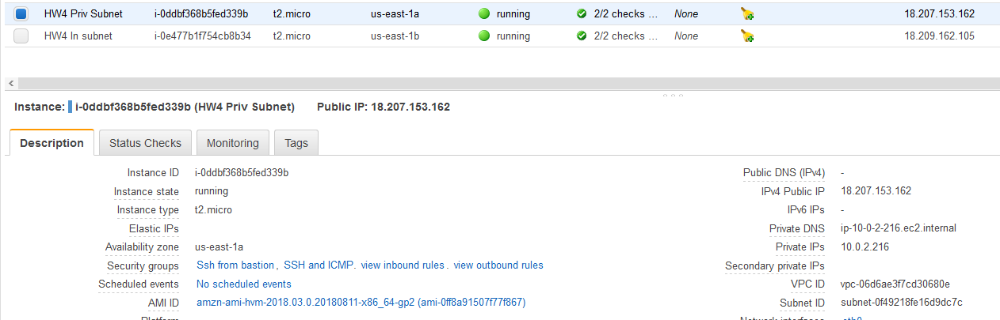 HW4 Priv Subnet i-0ddbf368b5fed339b t2.micro us-east-1a running 2/2 checks ... None 18.207.153.162
HW4 In subnet i-0e477b1f754cb8b34 t2.micro us-east-1b running 2/2 checks ... None 18.209.162.105
Instance: i-0ddbf368b5fed339b (HW4 Priv Subnet) Public IP: 18.207.153.162
Description Status Checks Monitoring Tags
Instance ID i-0ddbf368b5fed339b Public DNS (IPv4) -
Instance state running IPv4 Public IP 18.207.153.162
Instance type t2.micro IPv6 IPs -
Elastic IPs Private DNS ip-10-0-2-216.ec2.internal
Availability zone us-east-1a Private IPs 10.0.2.216
Security groups Ssh from bastion, SSH and ICMP. view inbound rules. view outbound rules Secondary private IPs
Scheduled events No scheduled events VPC ID vpc-06d6ae3f7cd30680e
AMI ID amzn-ami-hvm-2018.03.0.20180811-x86_64-gp2 (ami-0ff8a91507f77f867) Subnet ID subnet-0f49218fe16d9dc7c
Platform Network interfaces eth0